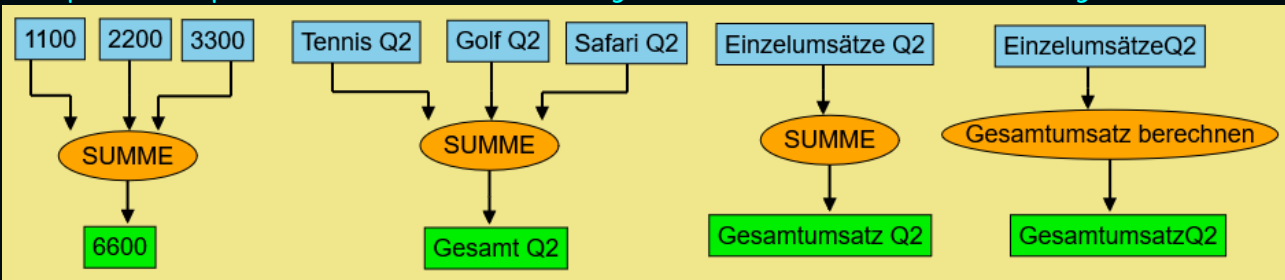 1100 2200 3300
SUMME
6600
Tennis Q2 Golf Q2 Safari Q2
SUMME
Gesamt Q2
Einzelumsätze Q2
SUMME
Gesamtumsatz Q2
EinzelumsätzeQ2
Gesamtumsatz berechnen
GesamtumsatzQ2